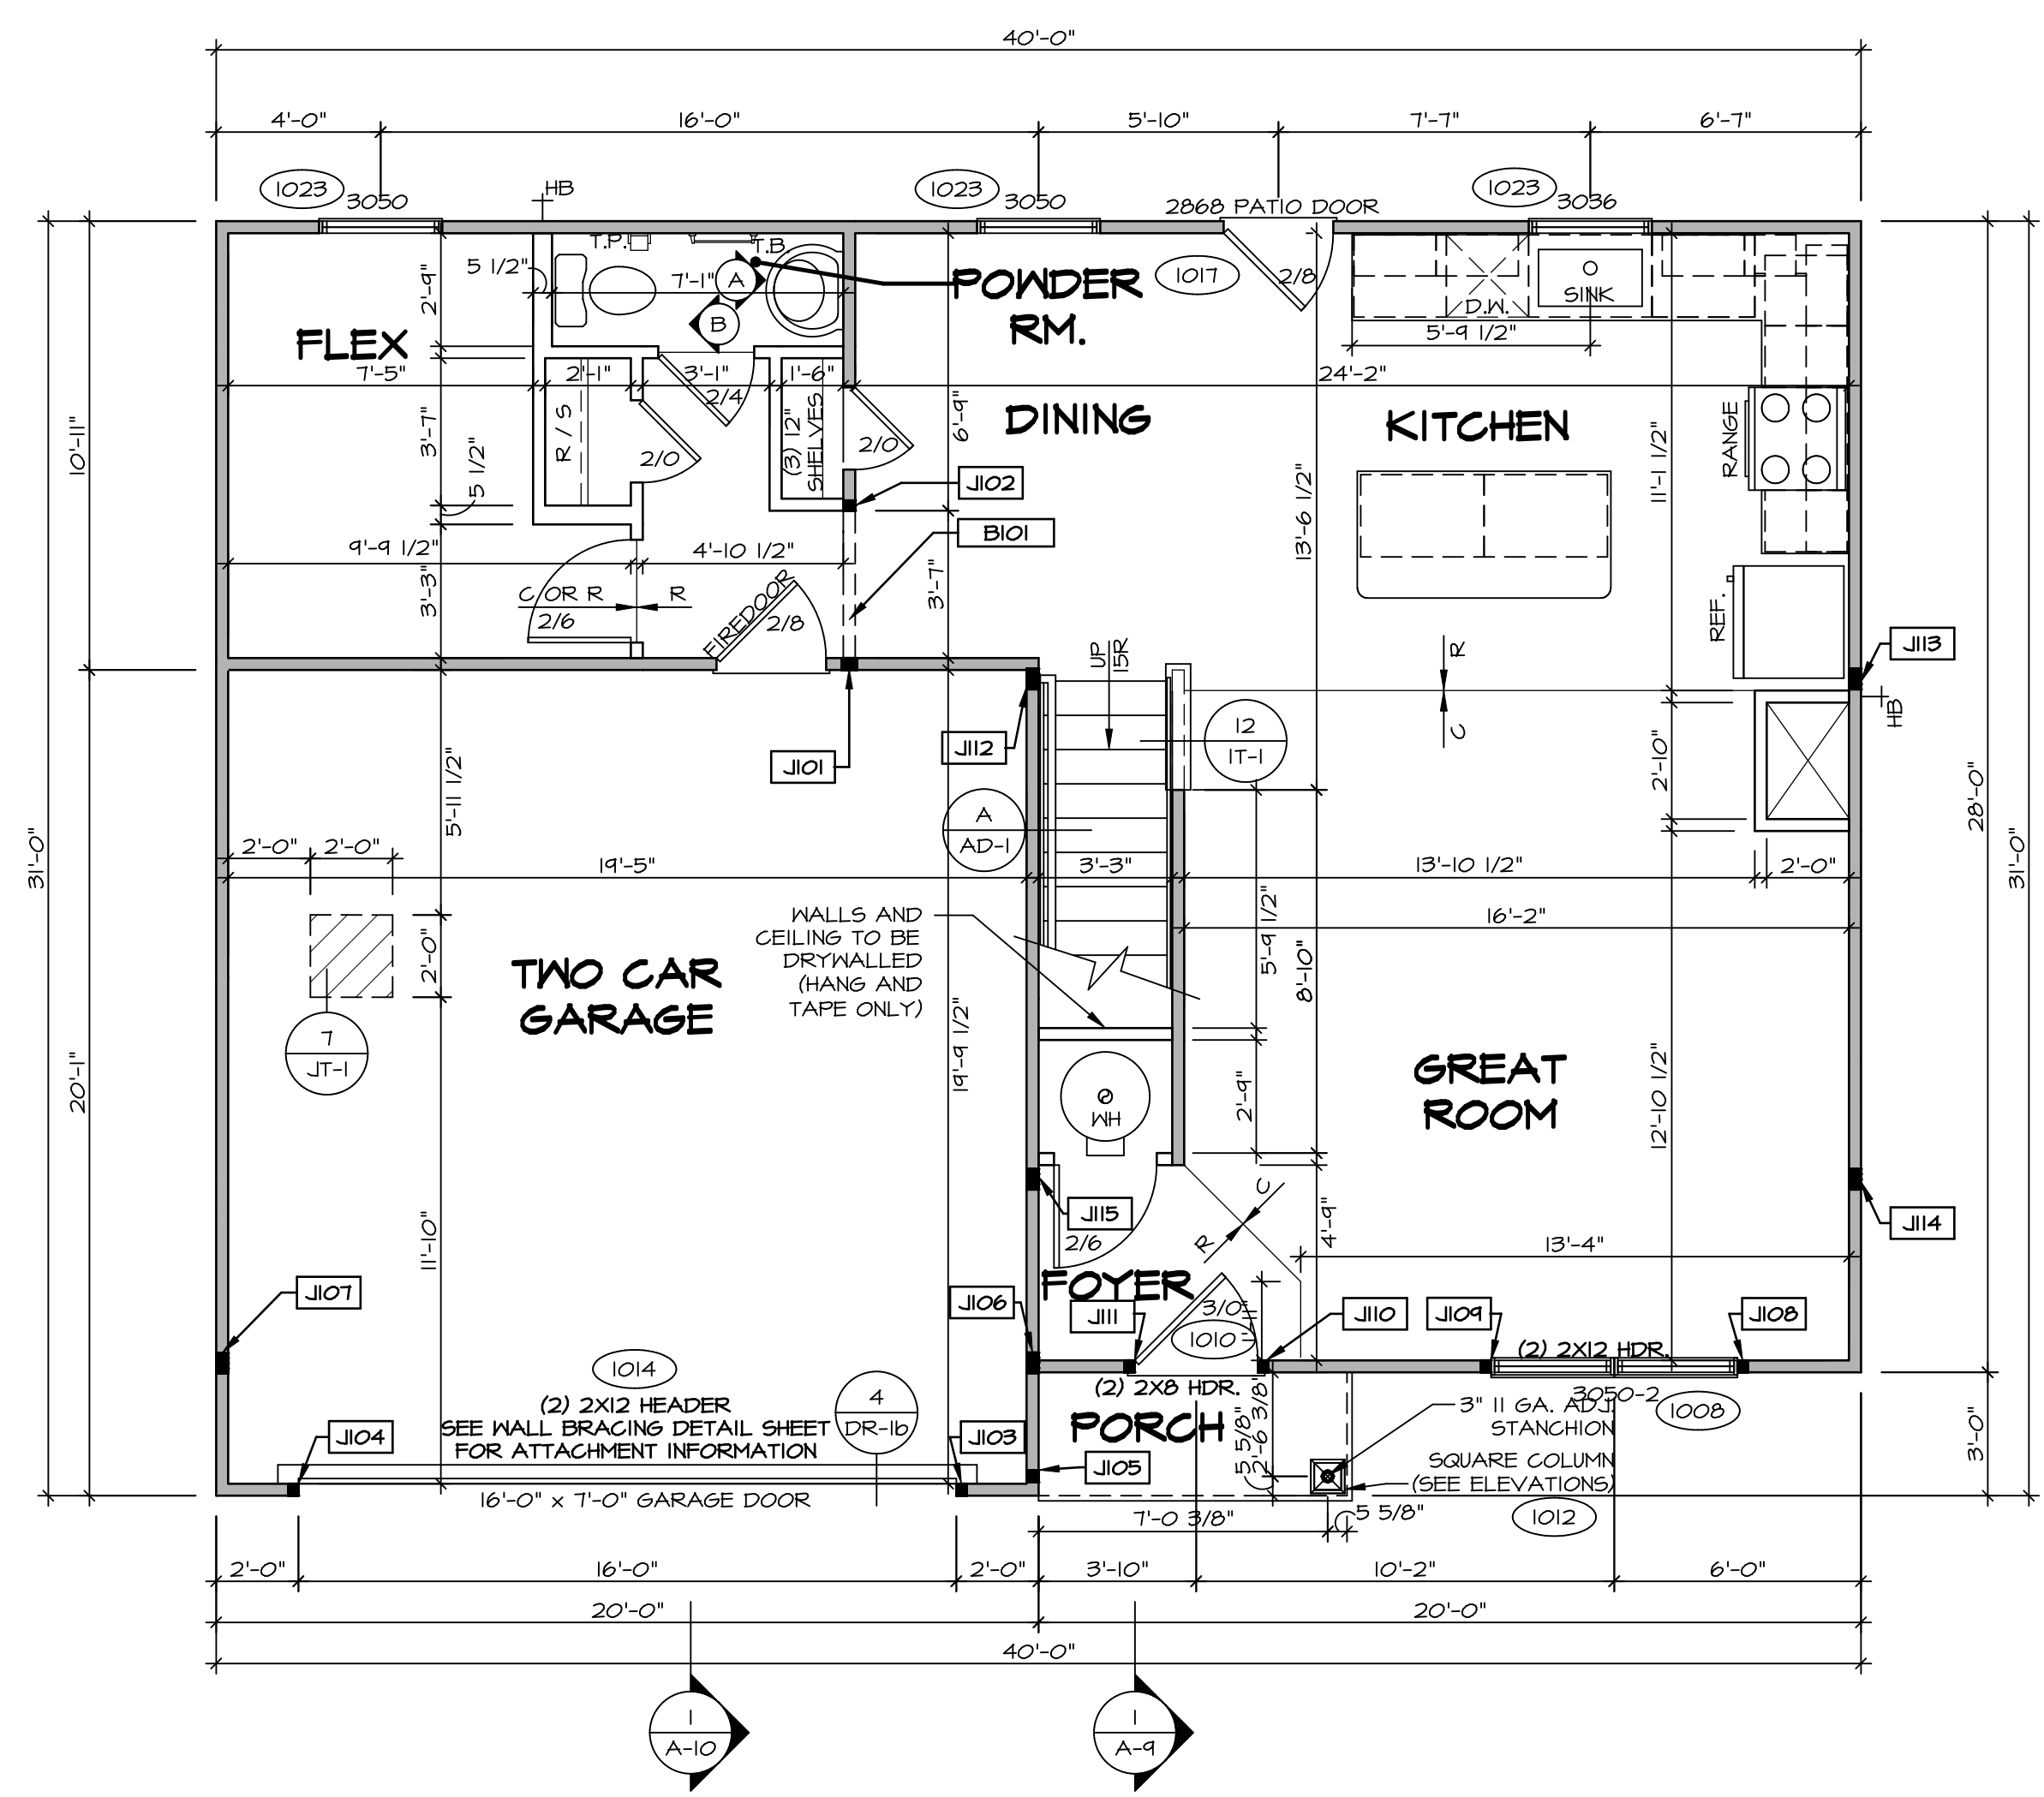 40'-0"
4'-0"
16'-0"
5'-10"
7'-7"
6'-7"
1023
3050
HB
1023
3050
2868 PATIO DOOR
1023
3036
T.P.
T.B.
5 1/2"
2'-9"
7'-1"
A
B
POWDER
RM.
1017
2/8
D.W.
SINK
5'-9 1/2"
FLEX
7'-5"
2'-1"
3'-1"
1'-6"
24'-2"
2/4
DINING
KITCHEN
RANGE
10'-11"
3'-7"
5 1/2"
R / S
2/0
(3) 12"
SHELVES
2/0
6'-9"
J102
B101
13'-6 1/2"
11'-1 1/2"
9'-9 1/2"
4'-10 1/2"
3'-3"
C OR R
R
2/6
FIREDOOR
2/8
3'-7"
REF.
UP
15R
R
C
J113
HB
J101
J112
12
1T-1
5'-11 1/2"
A
AD-1
2'-10"
28'-0"
31'-0"
31'-0"
2'-0"
2'-0"
19'-5"
3'-3"
13'-10 1/2"
2'-0"
16'-2"
WALLS AND
CEILING TO BE
DRYWALLED
(HANG AND
TAPE ONLY)
2'-0"
TWO CAR
GARAGE
5'-9 1/2"
8'-10"
7
JT-1
20'-1"
19'-9 1/2"
WH
2'-9"
GREAT
ROOM
12'-10 1/2"
11'-10"
J115
2/6
C
R
4'-9"
J114
13'-4"
FOYER
J107
J106
J111
3/0
1'-11"
1010
J110
J109
J108
(2) 2X12 HDR.
1014
(2) 2X12 HEADER
SEE WALL BRACING DETAIL SHEET
FOR ATTACHMENT INFORMATION
4
DR-1b
(2) 2X8 HDR.
PORCH
3050-2
1008
3" 11 GA. ADJ.
STANCHION
SQUARE COLUMN
(SEE ELEVATIONS)
1012
2'-6 3/8"
5 5/8"
3'-0"
J104
J103
J105
16'-0" x 7'-0" GARAGE DOOR
7'-0 3/8"
5 5/8"
2'-0"
16'-0"
2'-0"
3'-10"
10'-2"
6'-0"
20'-0"
20'-0"
40'-0"
1
A-10
1
A-9